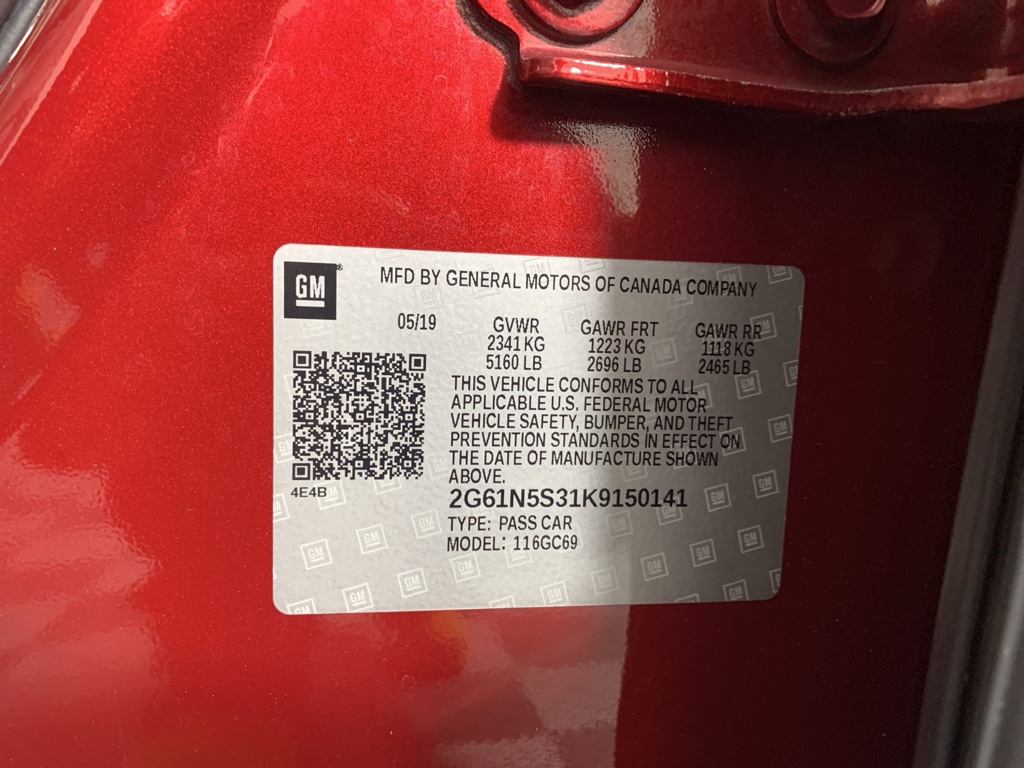 GM
MFD BY GENERAL MOTORS OF CANADA COMPANY
05/19
GVWR GAWR FRT GAWR RR
2341 KG 1223 KG 1118 KG
5160 LB 2696 LB 2465 LB
THIS VEHICLE CONFORMS TO ALL
APPLICABLE U.S. FEDERAL MOTOR
VEHICLE SAFETY, BUMPER, AND THEFT
PREVENTION STANDARDS IN EFFECT ON
THE DATE OF MANUFACTURE SHOWN
ABOVE.
4E4B
2G61N5S31K9150141
TYPE: PASS CAR
MODEL: 116GC69